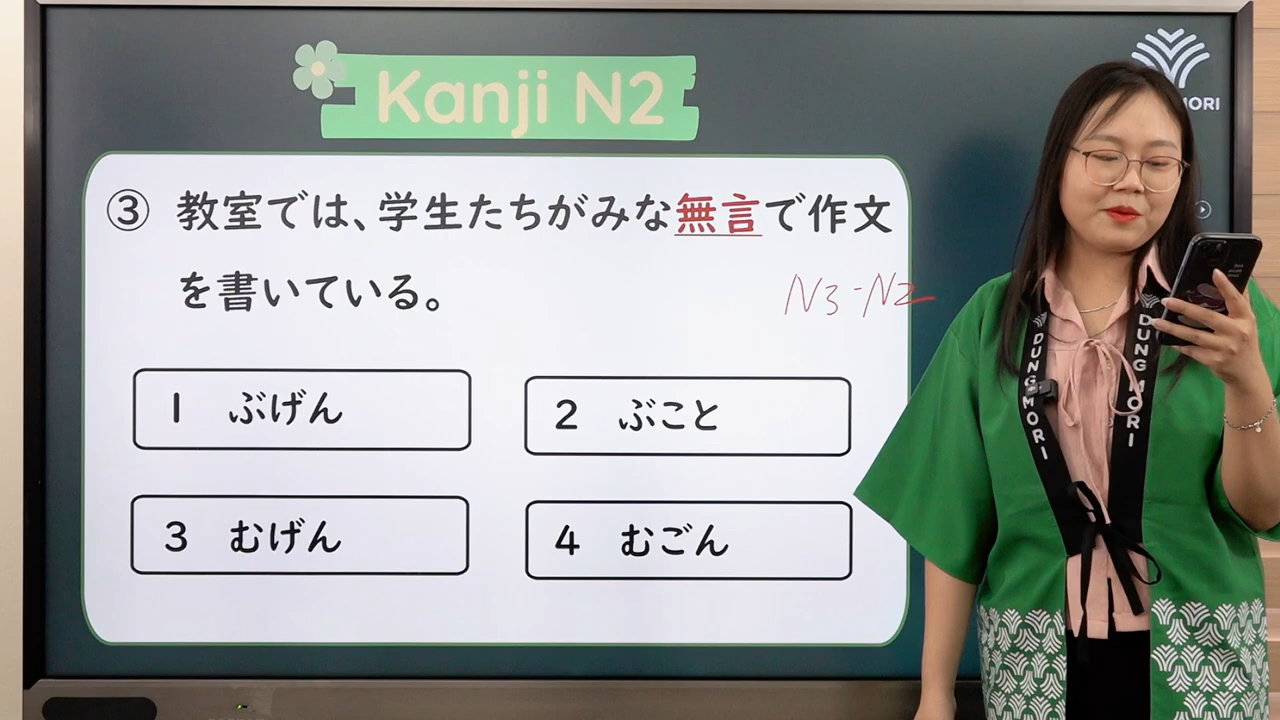 Kanji N2
MORI
③ 教室では、学生たちがみな無言で作文
を書いている。
N3-N2
1 ぶげん
2 ぶこと
3 むげん
4 むごん
DUNGMORI
DUNGMORI